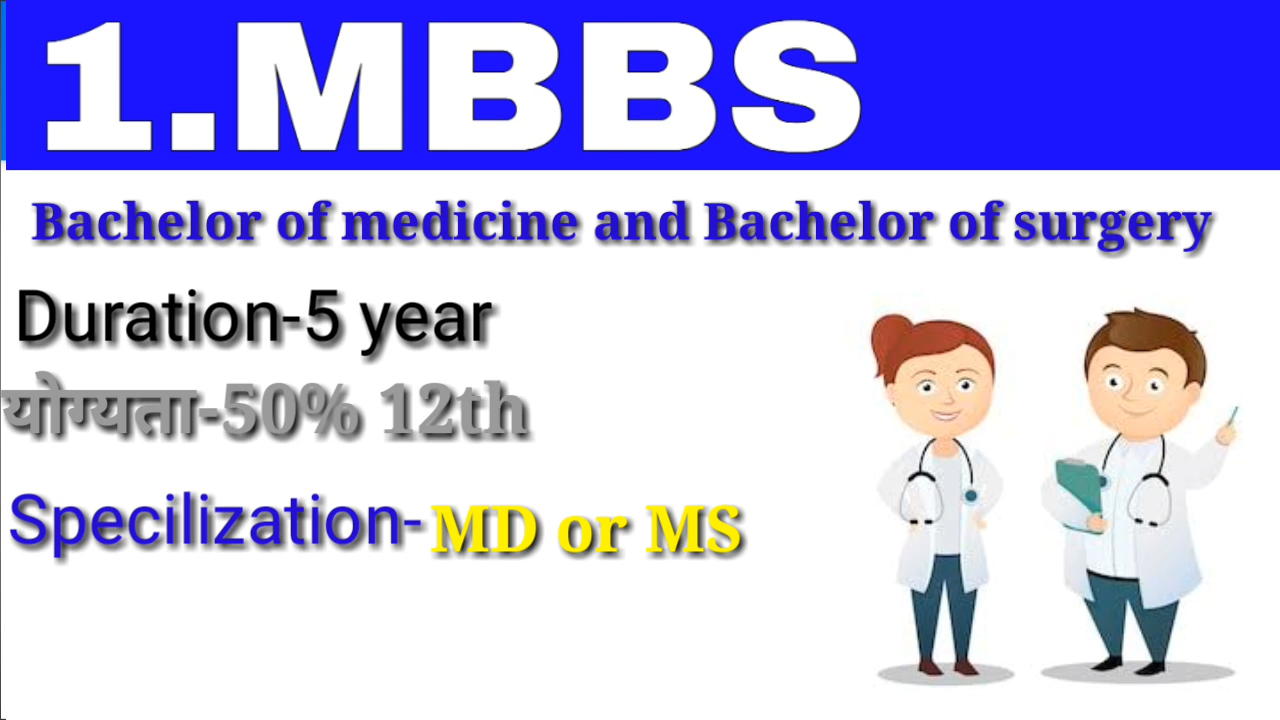 1.MBBS
Bachelor of medicine and Bachelor of surgery
Duration-5 year
योग्यता-50% 12th
Specilization- MD or MS